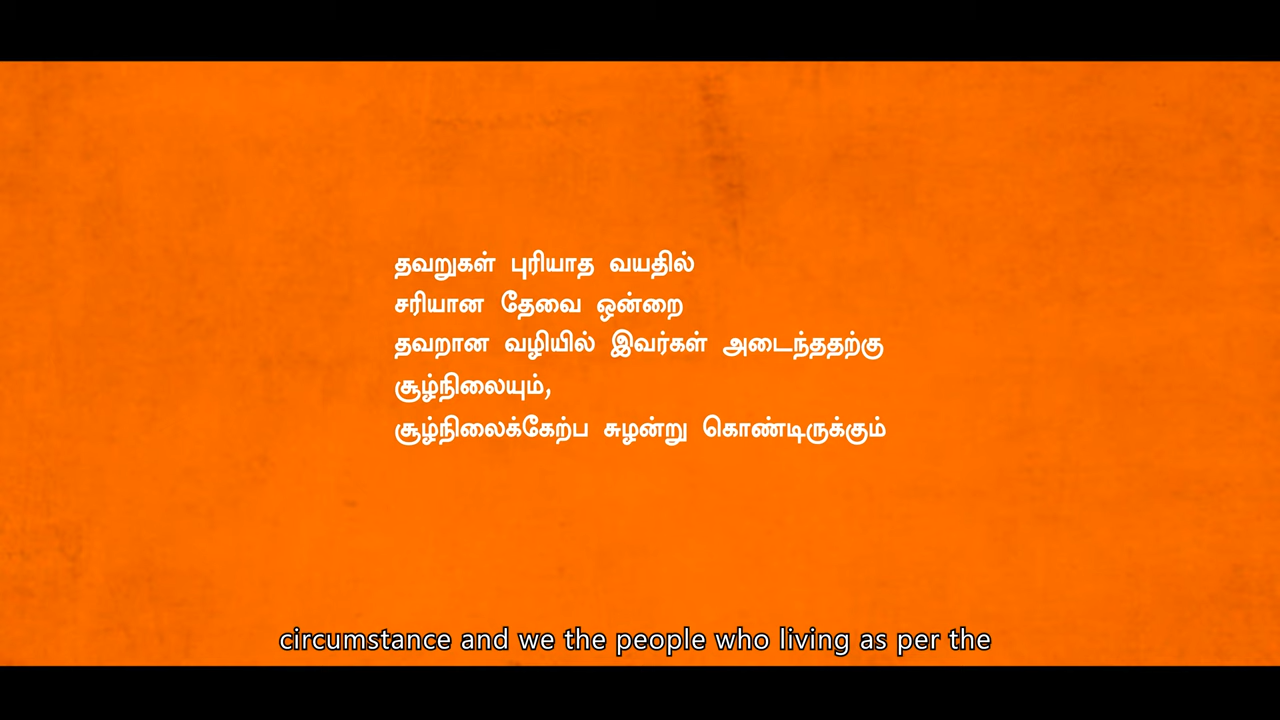 தவறுகள் புரியாத வயதில்
சரியான தேவை ஒன்றை
தவறான வழியில் இவர்கள் அடைந்ததற்கு
சூழ்நிலையும்,
சூழ்நிலைக்கேற்ப சுழன்று கொண்டிருக்கும்
circumstance and we the people who living as per the